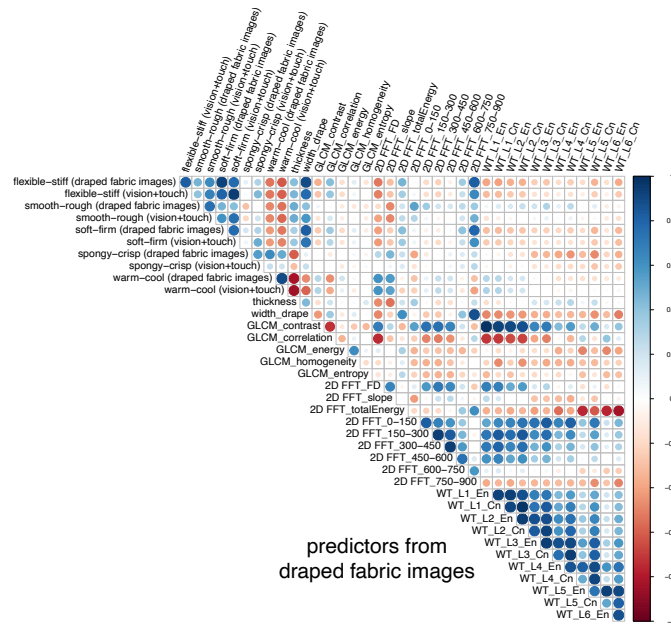 flexible−stiff (vision+touch)
smooth−rough (draped fabric images)
smooth−rough (vision+touch)
soft−firm (draped fabric images)
soft−firm (vision+touch)
spongy−crisp (draped fabric images)
spongy−crisp (vision+touch)
warm−cool (draped fabric images)
warm−cool (vision+touch)
thickness
width_drape
GLCM_contrast
GLCM_correlation
GLCM_energy
GLCM_homogeneity
GLCM_entropy
2D FFT_FD
2D FFT_slope
2D FFT_totalEnergy
2D FFT_0−150
2D FFT_150−300
2D FFT_300−450
2D FFT_450−600
2D FFT_600−750
2D FFT_750−900
WT_L1_En
WT_L1_Cn
WT_L2_En
WT_L2_Cn
WT_L3_En
WT_L3_Cn
WT_L4_En
WT_L4_Cn
WT_L5_En
WT_L5_Cn
WT_L6_En
WT_L6_Cn
flexible−stiff (draped fabric images)
flexible−stiff (vision+touch)
smooth−rough (draped fabric images)
smooth−rough (vision+touch)
soft−firm (draped fabric images)
soft−firm (vision+touch)
spongy−crisp (draped fabric images)
spongy−crisp (vision+touch)
warm−cool (draped fabric images)
warm−cool (vision+touch)
thickness
width_drape
GLCM_contrast
GLCM_correlation
GLCM_energy
GLCM_homogeneity
GLCM_entropy
2D FFT_FD
2D FFT_slope
2D FFT_totalEnergy
2D FFT_0−150
2D FFT_150−300
2D FFT_300−450
2D FFT_450−600
2D FFT_600−750
2D FFT_750−900
WT_L1_En
WT_L1_Cn
WT_L2_En
WT_L2_Cn
WT_L3_En
WT_L3_Cn
WT_L4_En
WT_L4_Cn
WT_L5_En
WT_L5_Cn
WT_L6_En
predictors from
draped fabric images